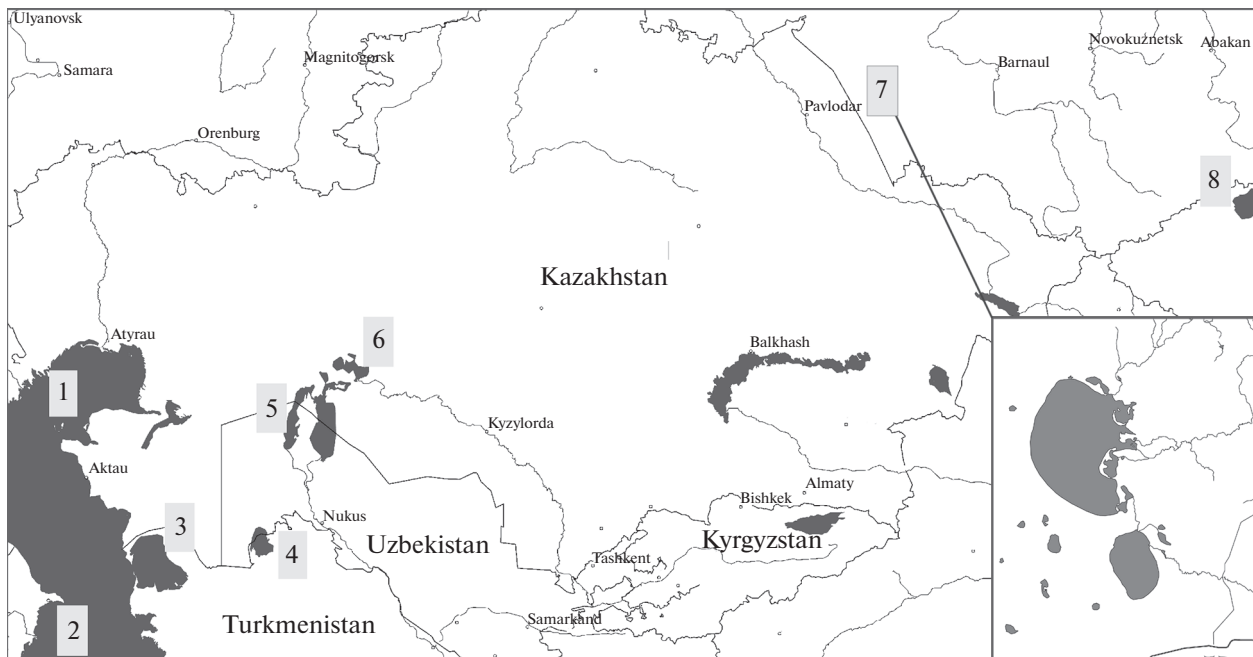 Ulyanovsk
Samara
Magnitogorsk
Orenburg
Novokuźnetsk
Abakan
Barnaul
7
Pavlodar
8
Kazakhstan
Atyrau
6
Balkhash
1
5
Kyzylorda
Aktau
Almaty
Bishkek
3
Nukus
4
Uzbekistan
Kyrgyzstan
Tashkent
2
Turkmenistan
Samarkand